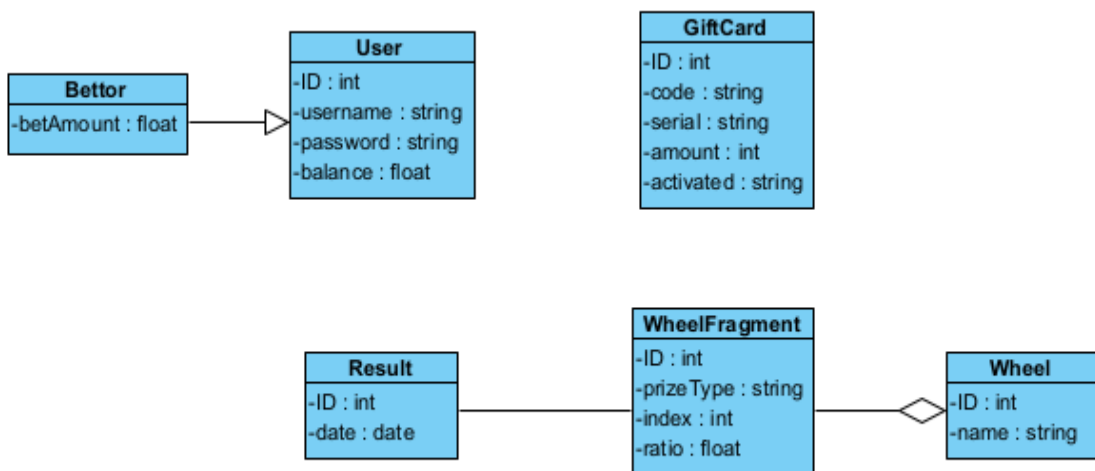 Bettor
-betAmount : float
User
-ID : int
-username : string
-password : string
-balance : float
GiftCard
-ID : int
-code : string
-serial : string
-amount : int
-activated : string
Result
-ID : int
-date : date
WheelFragment
-ID : int
-prizeType : string
-index : int
-ratio : float
Wheel
-ID : int
-name : string